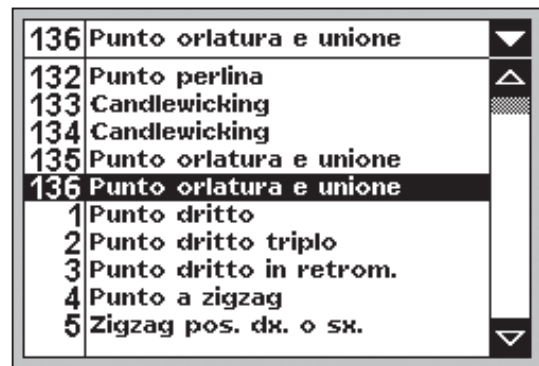 136 Punto orlatura e unione
132 Punto perlina
133 Candlewicking
134 Candlewicking
135 Punto orlatura e unione
136 Punto orlatura e unione
1 Punto dritto
2 Punto dritto triplo
3 Punto dritto in retrom.
4 Punto a zigzag
5 Zigzag pos. dx. o sx.